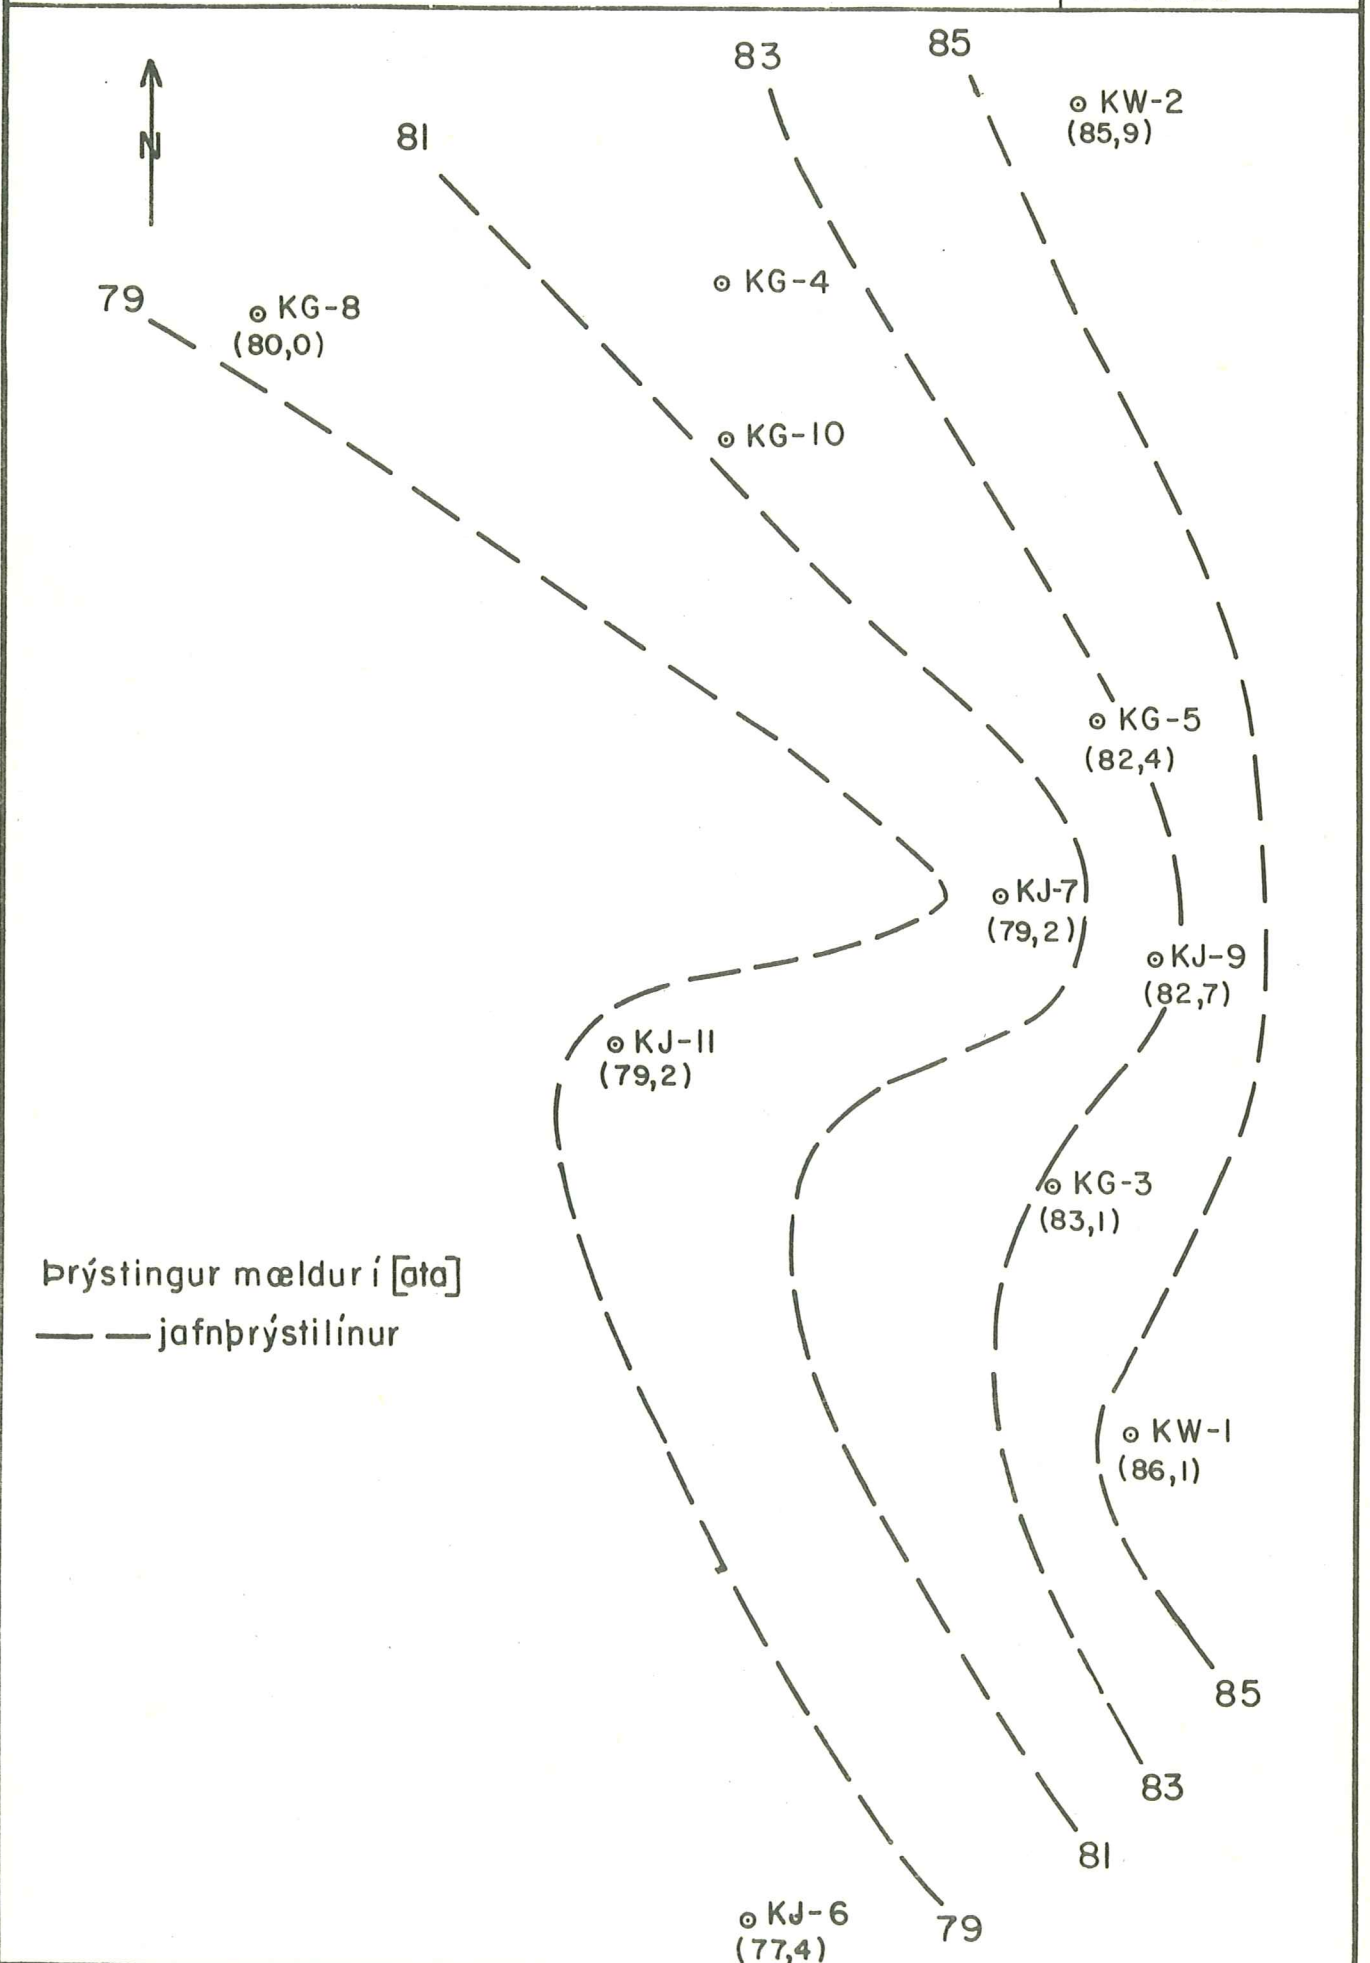 85
83
KW-2
(85,9)
81
N
KG-4
79
KG-8
(80,0)
KG-10
KG-5
(82,4)
KJ-7
(79,2)
KJ-9
(82,7)
KJ-11
(79,2)
KG-3
(83,1)
Þrýstingur mældur í [ata]
jafnþrýstilínur
KW-1
(86,1)
85
83
81
KJ-6
(77,4)
79